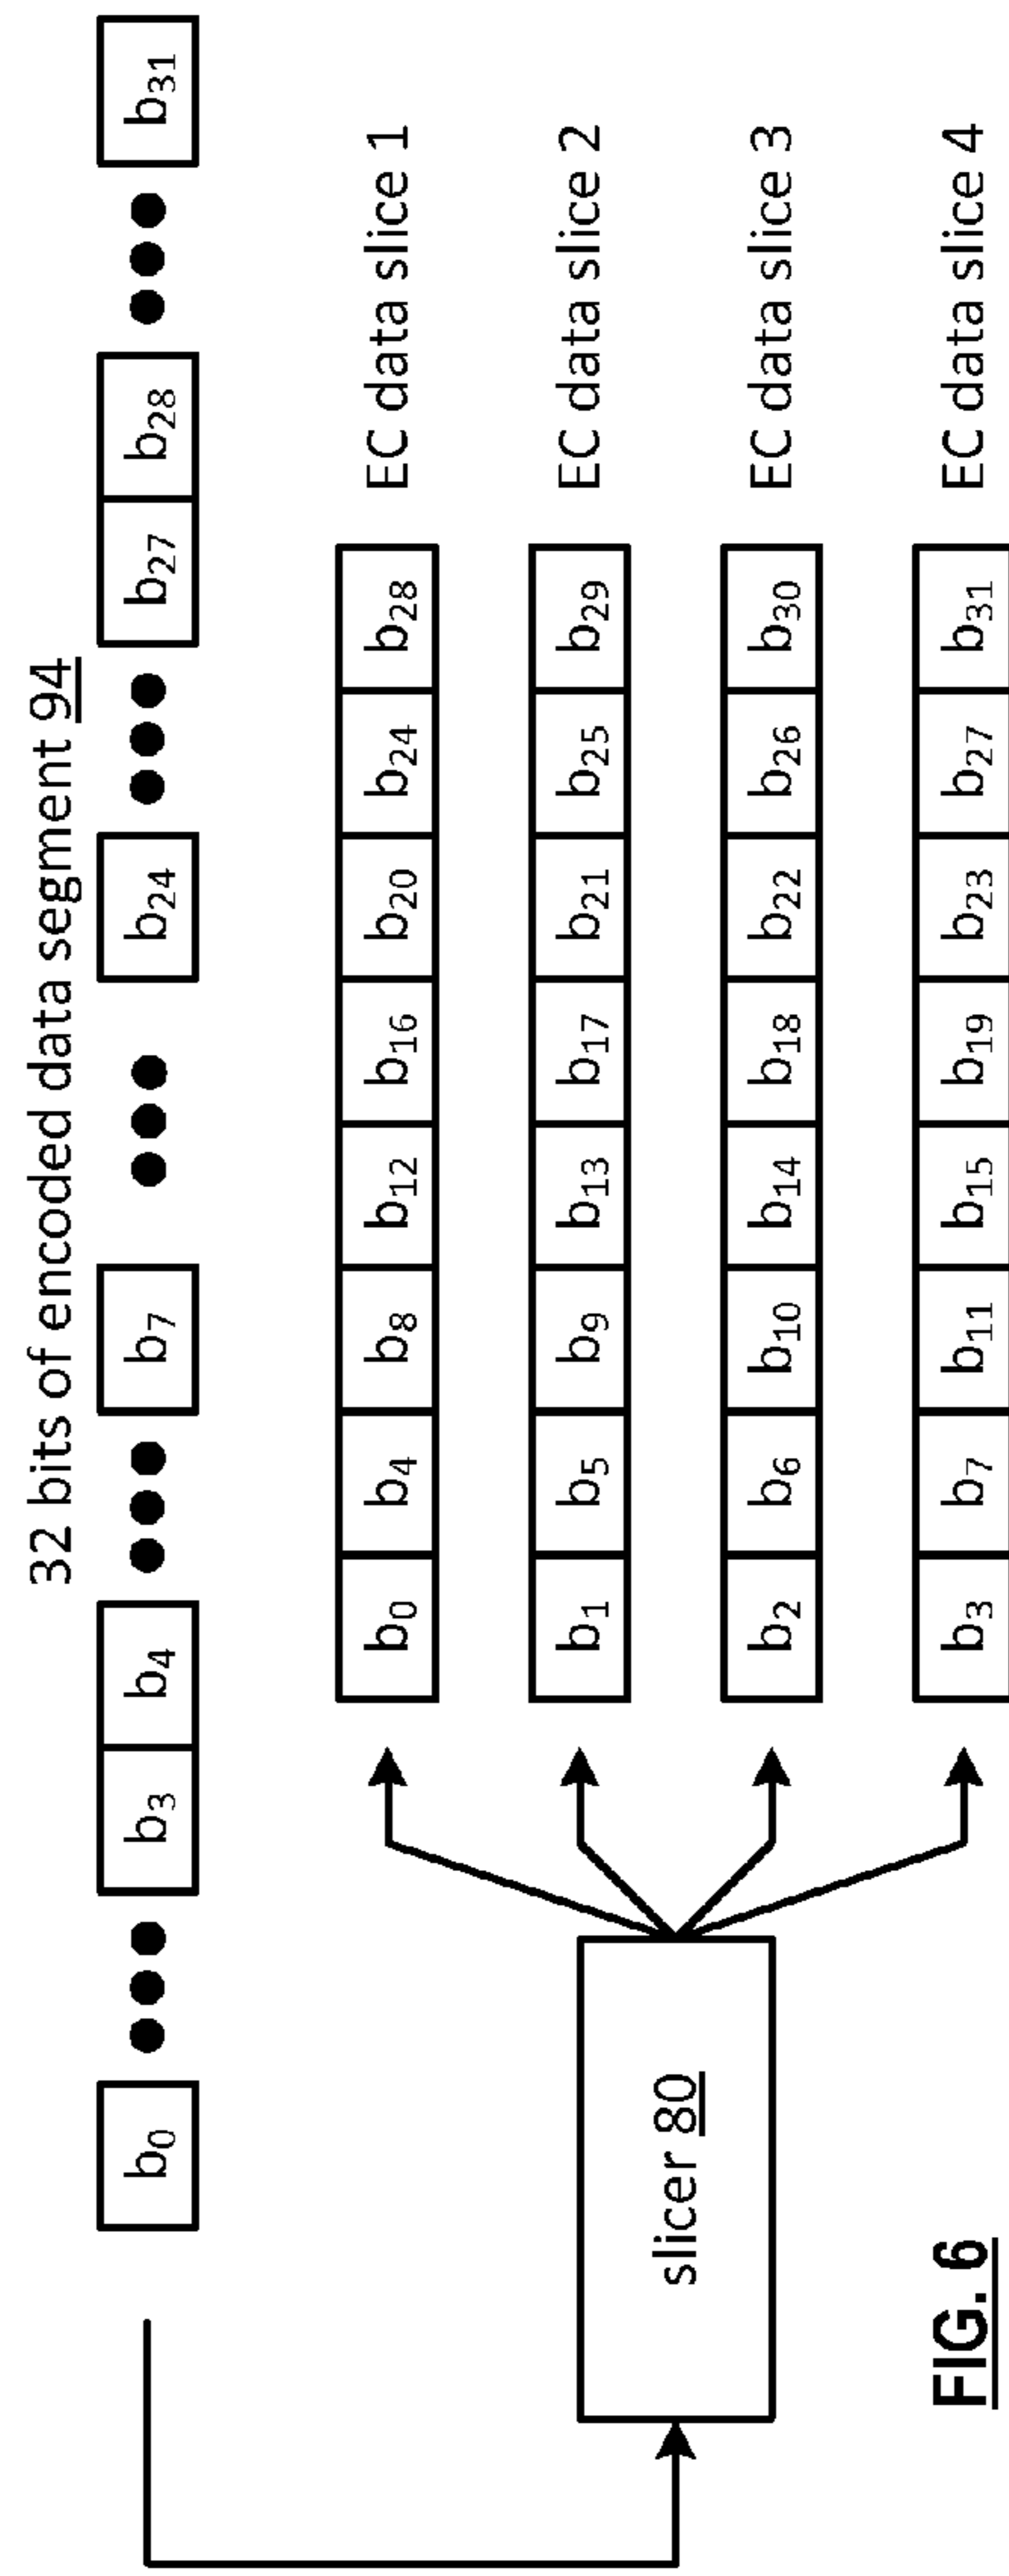 32 bits of encoded data segment 94
b0 ••• b3 b4 ••• b7 ••• b24 ••• b27 b28 ••• b31
b0 b4 b8 b12 b16 b20 b24 b28 EC data slice 1
b1 b5 b9 b13 b17 b21 b25 b29 EC data slice 2
slicer 80
b2 b6 b10 b14 b18 b22 b26 b30 EC data slice 3
b3 b7 b11 b15 b19 b23 b27 b31 EC data slice 4
FIG. 6